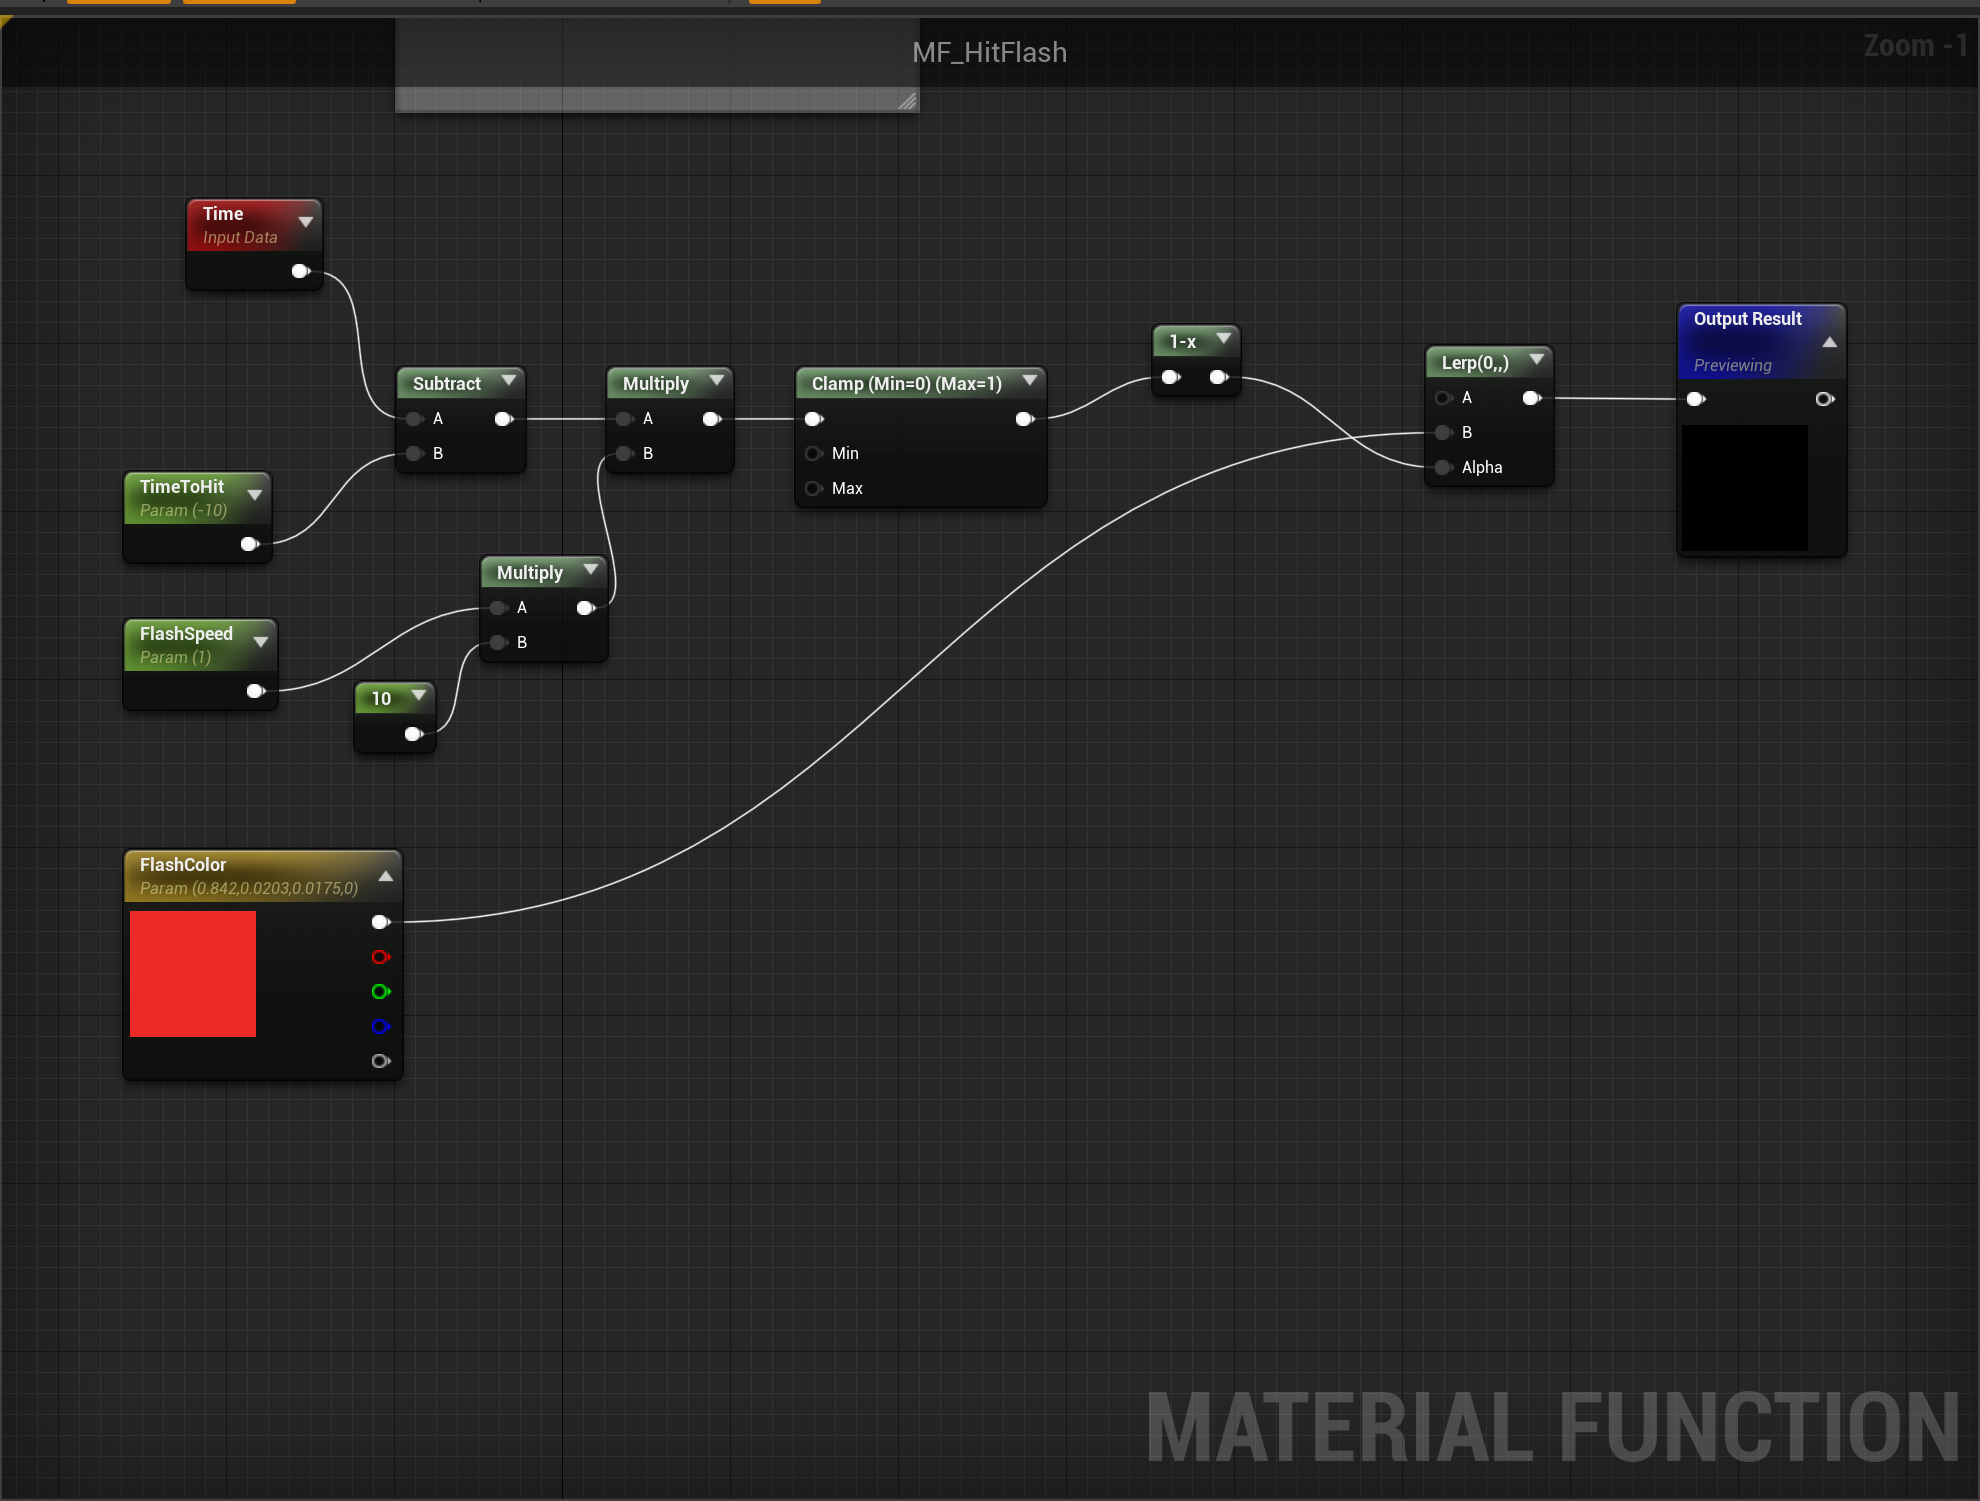 MF_HitFlash
Zoom -1
Time
Input Data
Subtract
A
B
Multiply
A
B
Clamp (Min=0) (Max=1)
Min
Max
1-x
Lerp(0,,)
A
B
Alpha
Output Result
Previewing
TimeToHit
Param (-10)
Multiply
A
B
FlashSpeed
Param (1)
10
FlashColor
Param (0.842,0.0203,0.0175,0)
MATERIAL FUNCTION